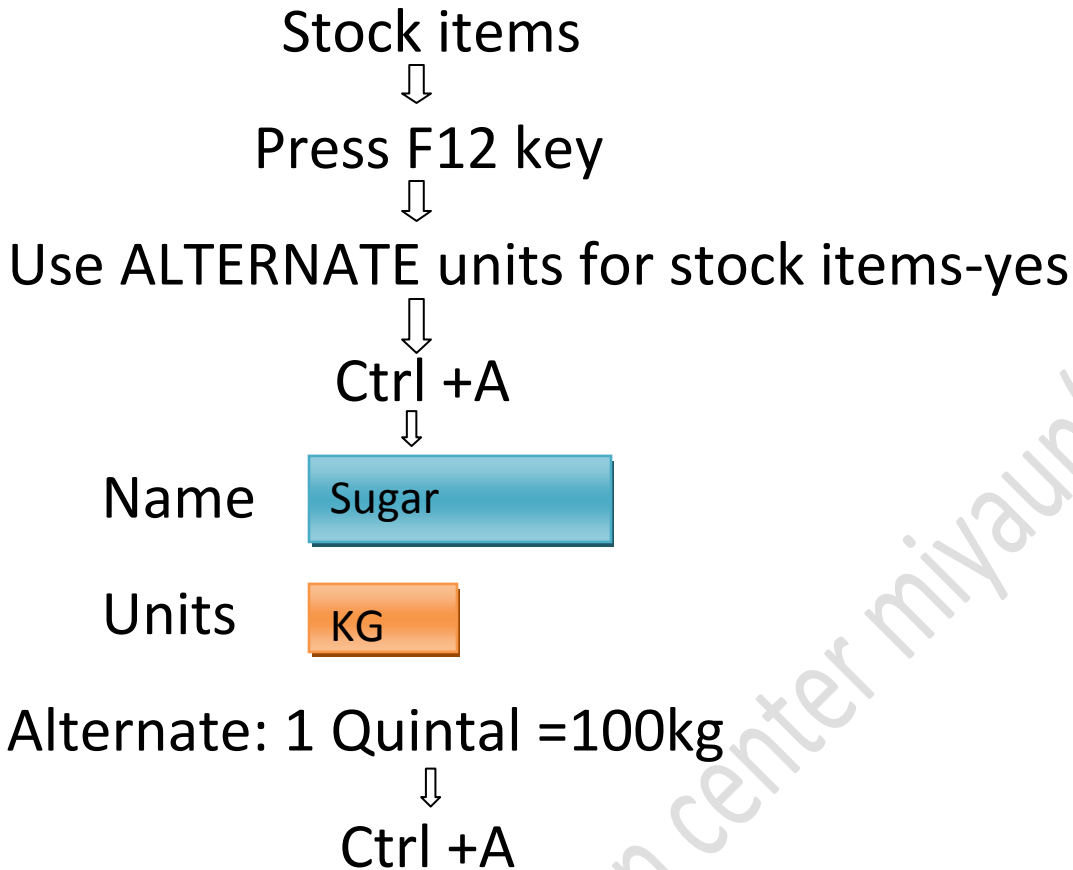 Stock items
Press F12 key
Use ALTERNATE units for stock items-yes
Ctrl +A
Name Sugar
Units KG
Alternate: 1 Quintal =100kg
Ctrl +A
center